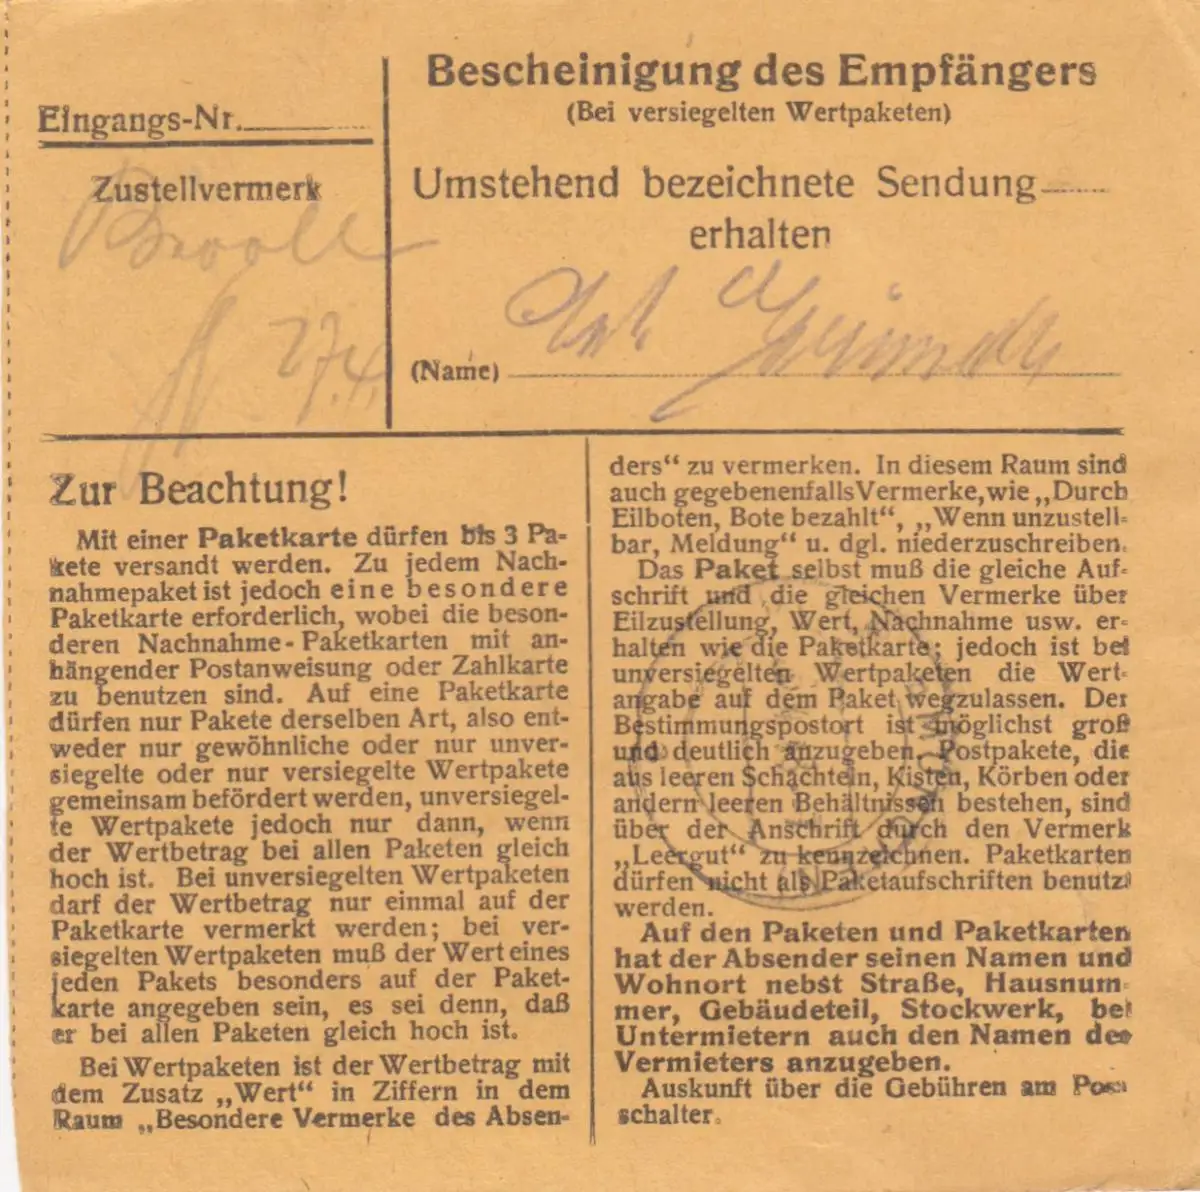 Eingangs-Nr.
Zustellvermerk
27.4.
Bescheinigung des Empfängers
(Bei versiegelten Wertpaketen)
Umstehend bezeichnete Sendung
erhalten
(Name)
Zur Beachtung!
Mit einer Paketkarte dürfen bis 3 Pa-
kete versandt werden. Zu jedem Nach-
nahmepaket ist jedoch eine besondere
Paketkarte erforderlich, wobei die beson-
deren Nachnahme-Paketkarten mit an-
hängender Postanweisung oder Zahlkarte
zu benutzen sind. Auf eine Paketkarte
dürfen nur Pakete derselben Art, also ent-
weder nur gewöhnliche oder nur unver-
siegelte oder nur versiegelte Wertpakete
gemeinsam befördert werden, unversiegel-
te Wertpakete jedoch nur dann, wenn
der Wertbetrag bei allen Paketen gleich
hoch ist. Bei unversiegelten Wertpaketen
darf der Wertbetrag nur einmal auf der
Paketkarte vermerkt werden; bei ver-
siegelten Wertpaketen muß der Wert eines
jeden Pakets besonders auf der Paket-
karte angegeben sein, es sei denn, daß
er bei allen Paketen gleich hoch ist.
Bei Wertpaketen ist der Wertbetrag mit
dem Zusatz „Wert“ in Ziffern in dem
Raum „Besondere Vermerke des Absen-
ders“ zu vermerken. In diesem Raum sind
auch gegebenenfalls Vermerke, wie „Durch
Eilboten, Bote bezahlt“, „Wenn unzustell-
bar, Meldung“ u. dgl. niederzuschreiben.
Das Paket selbst muß die gleiche Auf-
schrift und die gleichen Vermerke über
Eilzustellung, Wert, Nachnahme usw. er-
halten wie die Paketkarte; jedoch ist bei
unversiegelten Wertpaketen die Wert-
angabe auf dem Paket wegzulassen. Der
Bestimmungspostort ist möglichst groß
und deutlich anzugeben. Postpakete, die
aus leeren Schachteln, Kisten, Körben oder
andern leeren Behältnissen bestehen, sind
über der Anschrift durch den Vermerk
„Leergut“ zu kennzeichnen. Paketkarten
dürfen nicht als Paketaufschriften benutzt
werden.
Auf den Paketen und Paketkarten
hat der Absender seinen Namen und
Wohnort nebst Straße, Hausnum-
mer, Gebäudeteil, Stockwerk, bei
Untermietern auch den Namen des
Vermieters anzugeben.
Auskunft über die Gebühren am Post-
schalter.